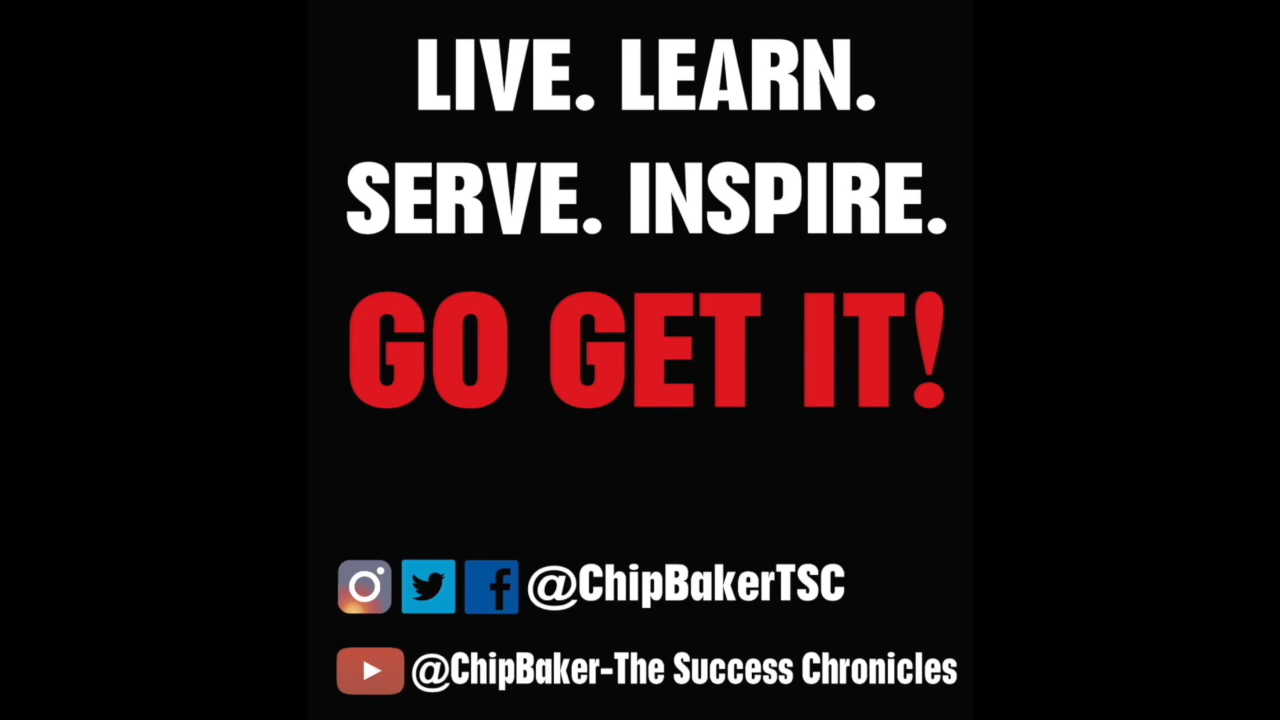 LIVE. LEARN.
SERVE. INSPIRE.
GO GET IT!
@ChipBakerTSC
@ChipBaker-The Success Chronicles